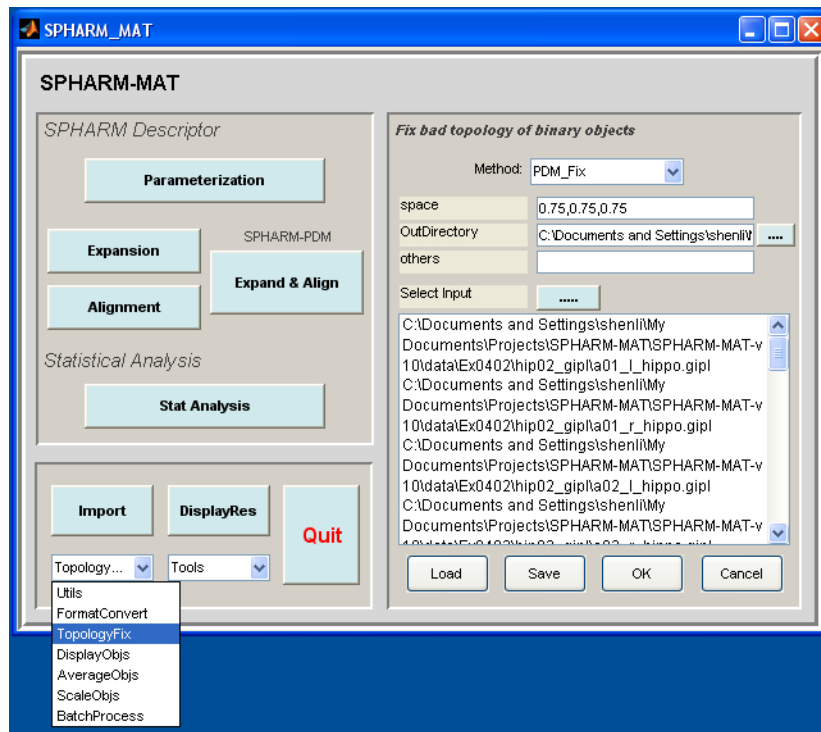 SPHARM_MAT
SPHARM-MAT
SPHARM Descriptor
Parameterization
Expansion
SPHARM-PDM
Expand & Align
Alignment
Statistical Analysis
Stat Analysis
Import
DisplayRes
Quit
Topology...
Tools
Utils
FormatConvert
TopologyFix
DisplayObjs
AverageObjs
ScaleObjs
BatchProcess
Fix bad topology of binary objects
Method:
PDM_Fix
space
0.75,0.75,0.75
OutDirectory
C:\Documents and Settings\shenli\
....
others
Select Input
.....
C:\Documents and Settings\shenli\My
Documents\Projects\SPHARM-MAT\SPHARM-MAT-v
10\data\Ex0402\hip02_gipl\a01_l_hippo.gipl
C:\Documents and Settings\shenli\My
Documents\Projects\SPHARM-MAT\SPHARM-MAT-v
10\data\Ex0402\hip02_gipl\a01_r_hippo.gipl
C:\Documents and Settings\shenli\My
Documents\Projects\SPHARM-MAT\SPHARM-MAT-v
10\data\Ex0402\hip02_gipl\a02_l_hippo.gipl
C:\Documents and Settings\shenli\My
Documents\Projects\SPHARM-MAT\SPHARM-MAT-v
Load
Save
OK
Cancel